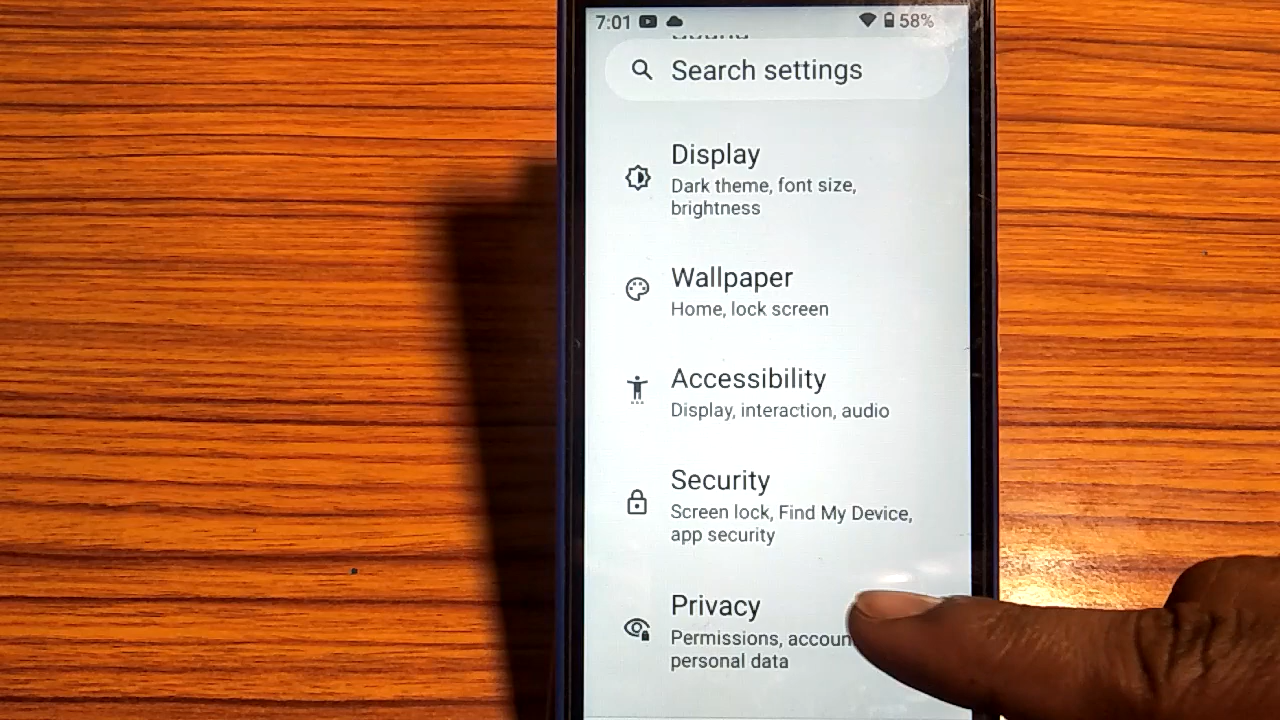 7:01 58%
Search settings
Display
Dark theme, font size,
brightness
Wallpaper
Home, lock screen
Accessibility
Display, interaction, audio
Security
Screen lock, Find My Device,
app security
Privacy
Permissions, accoun
personal data